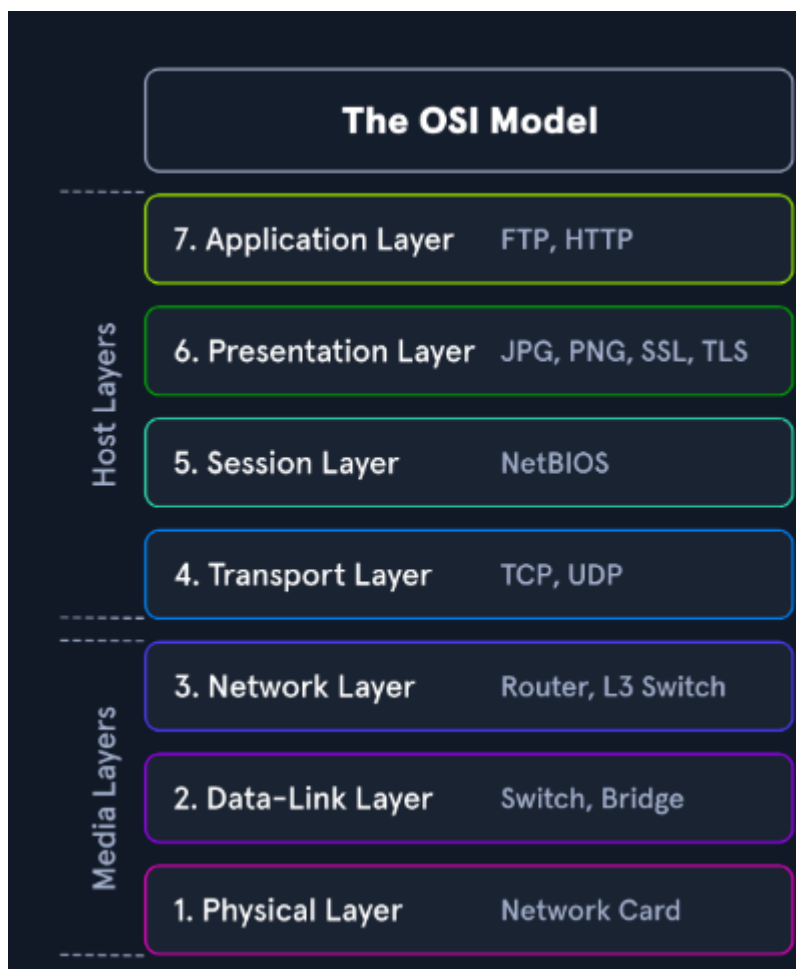 The OSI Model
Host Layers
7. Application Layer FTP, HTTP
6. Presentation Layer JPG, PNG, SSL, TLS
5. Session Layer NetBIOS
4. Transport Layer TCP, UDP
Media Layers
3. Network Layer Router, L3 Switch
2. Data-Link Layer Switch, Bridge
1. Physical Layer Network Card